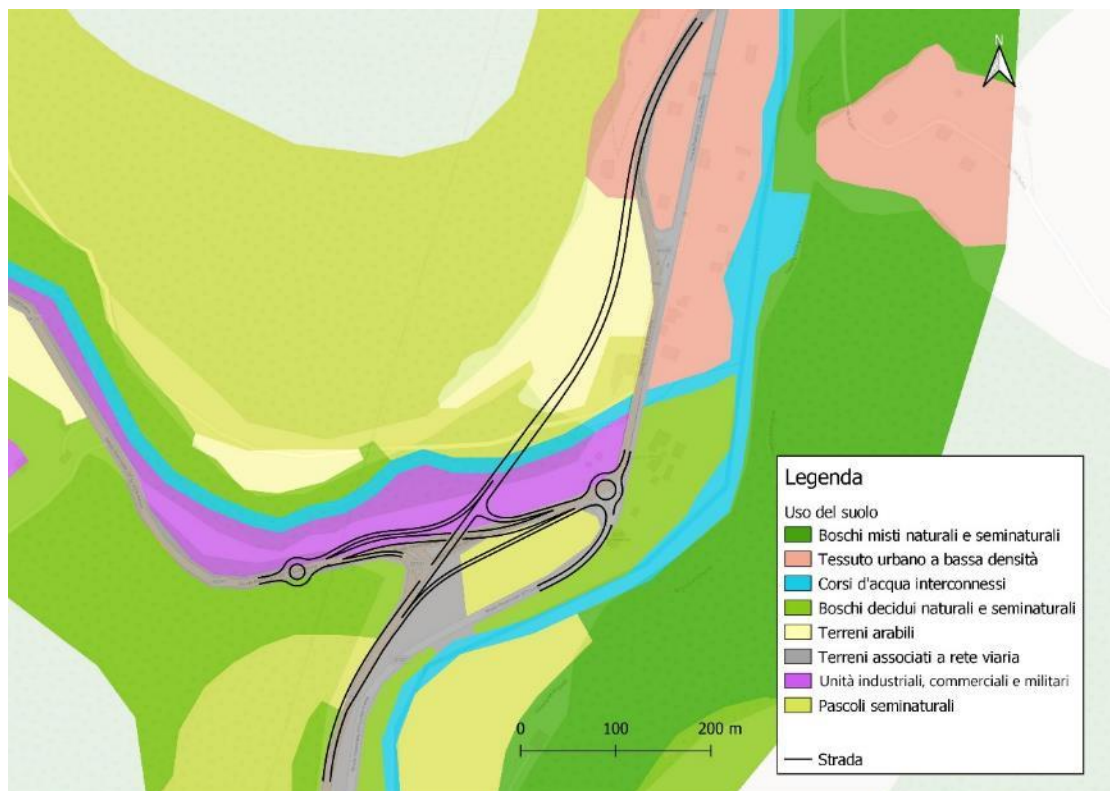 N
Legenda
Uso del suolo
Boschi misti naturali e seminaturali
Tessuto urbano a bassa densità
Corsi d'acqua interconnessi
Boschi decidui naturali e seminaturali
Terreni arabili
Terreni associati a rete viaria
Unità industriali, commerciali e militari
Pascoli seminaturali
Strada
0 100 200 m